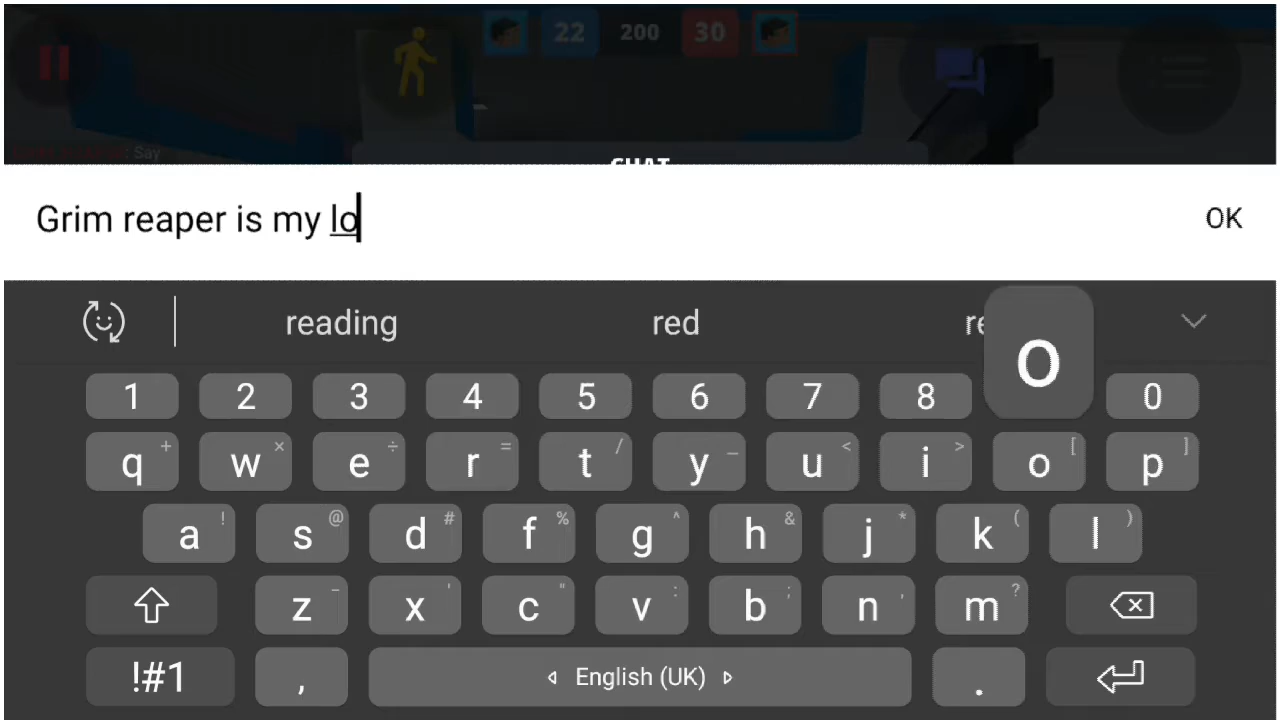 22 200 30
Say
CHAT
Grim reaper is my lo
OK
reading red
o
1 2 3 4 5 6 7 8 0
q + w × e ÷ r = t / y _ u < i > o [ p ]
a ! s @ d # f % g ^ h & j * k ( l )
z - x ' c " v : b ; n , m ?
!#1 , English (UK) .